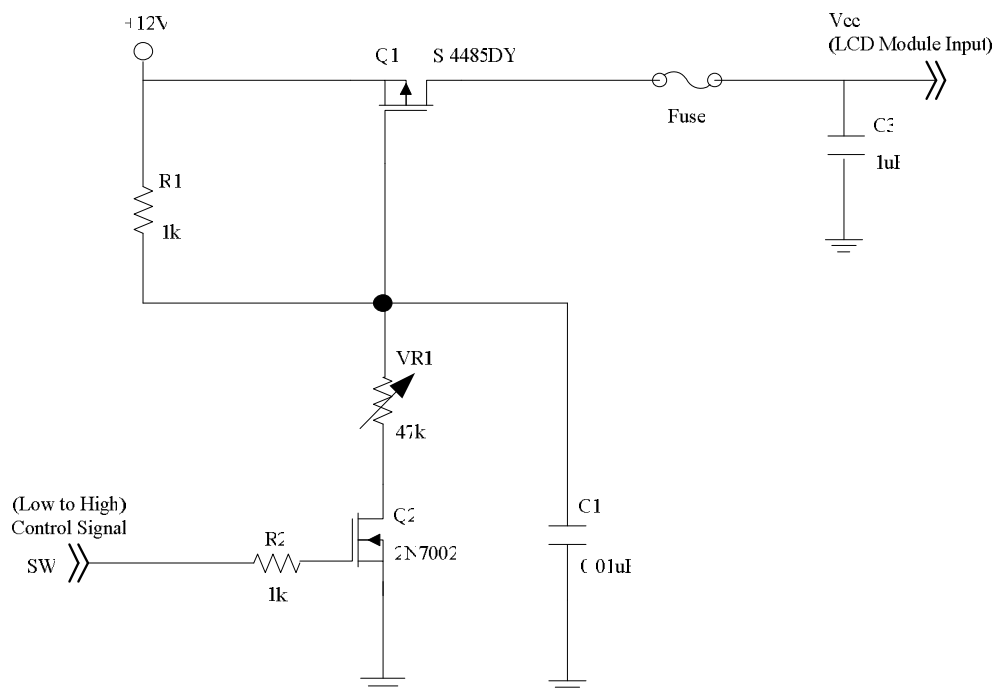 +12V
Vcc
(LCD Module Input)
Q1
S 4485DY
Fuse
C3
1uF
R1
1k
VR1
47k
(Low to High)
Control Signal
SW
R2
1k
Q2
2N7002
C1
0.01uF